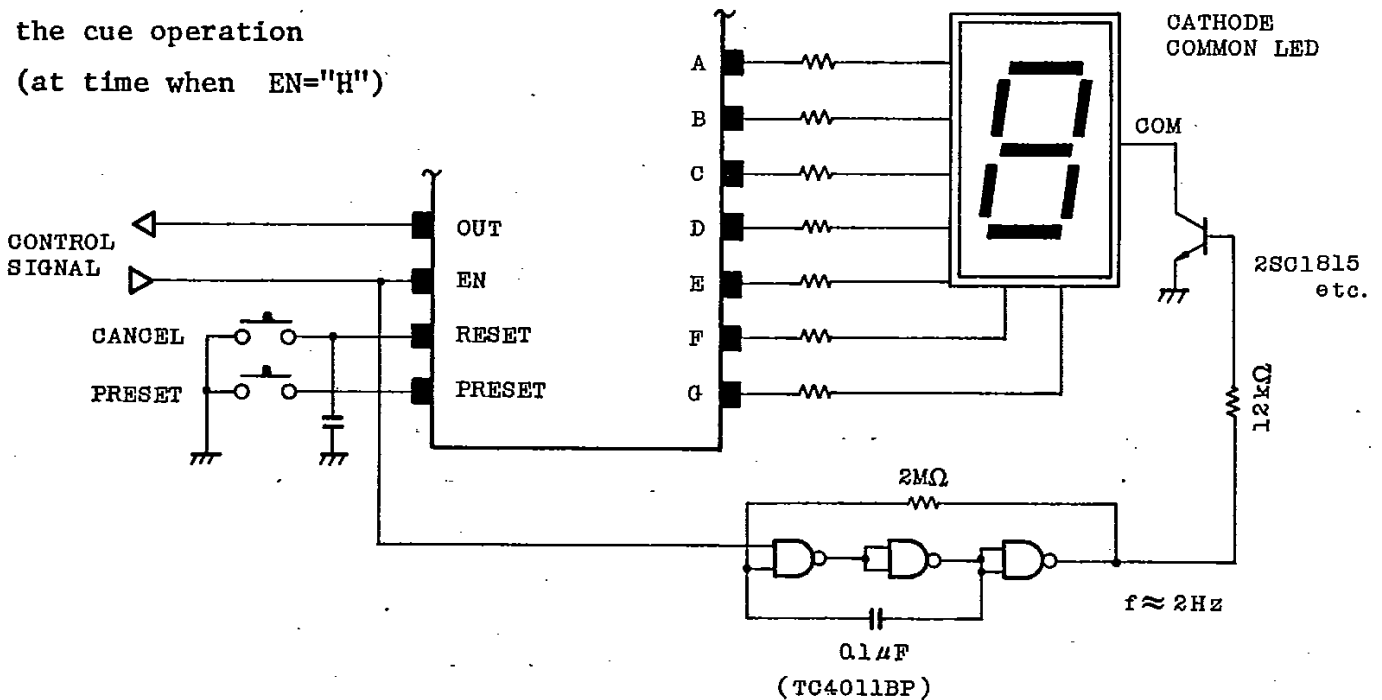 the cue operation
(at time when EN="H")
CATHODE
COMMON LED
A
B
C
D
E
F
G
COM
CONTROL
SIGNAL
OUT
EN
CANCEL
RESET
PRESET
PRESET
2SC1815
etc.
12kΩ
2MΩ
f≈2Hz
0.1μF
(TC4011BP)